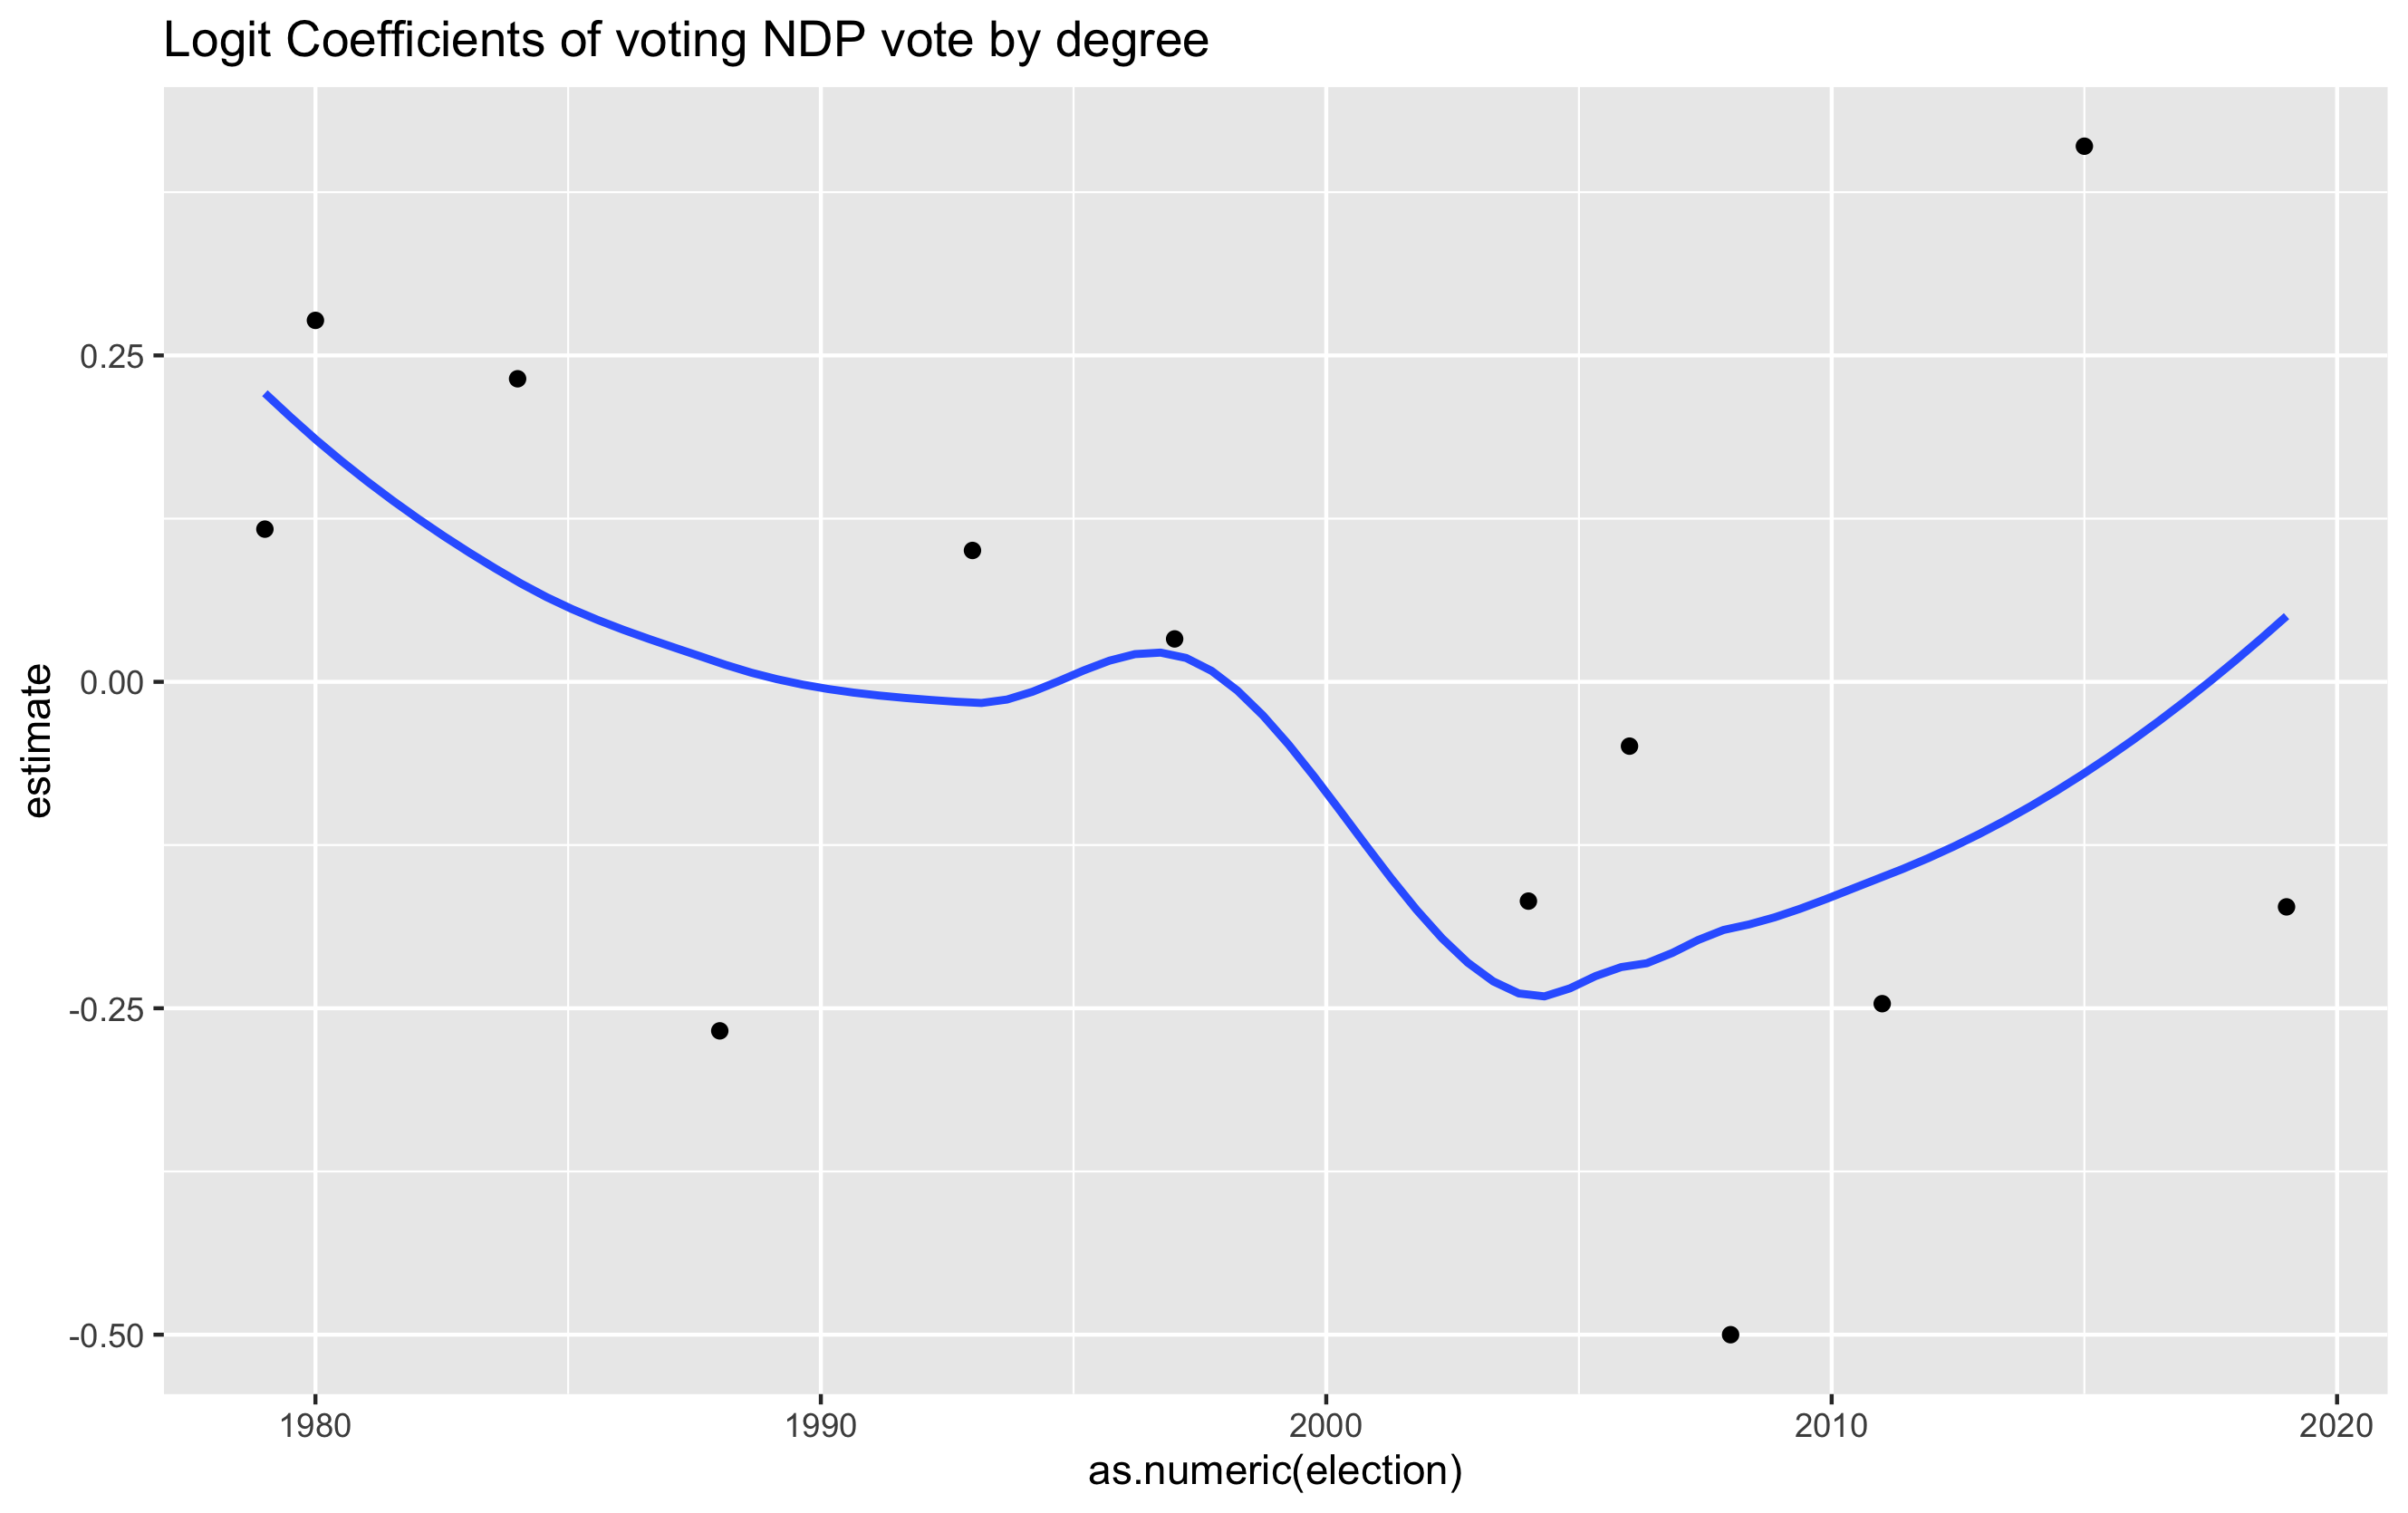 Logit Coefficients of voting NDP vote by degree
estimate
0.25
0.00
-0.25
-0.50
1980 1990 2000 2010 2020
as.numeric(election)